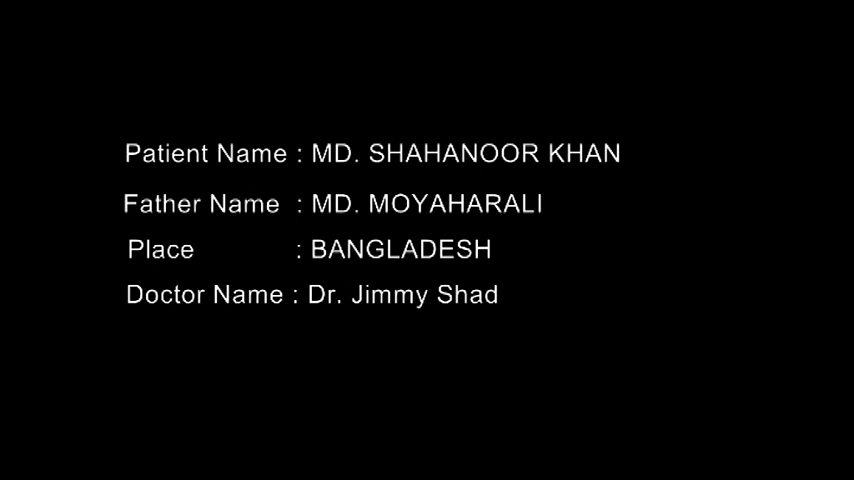 Patient Name : MD. SHAHANOOR KHAN
Father Name : MD. MOYAHARALI
Place : BANGLADESH
Doctor Name : Dr. Jimmy Shad